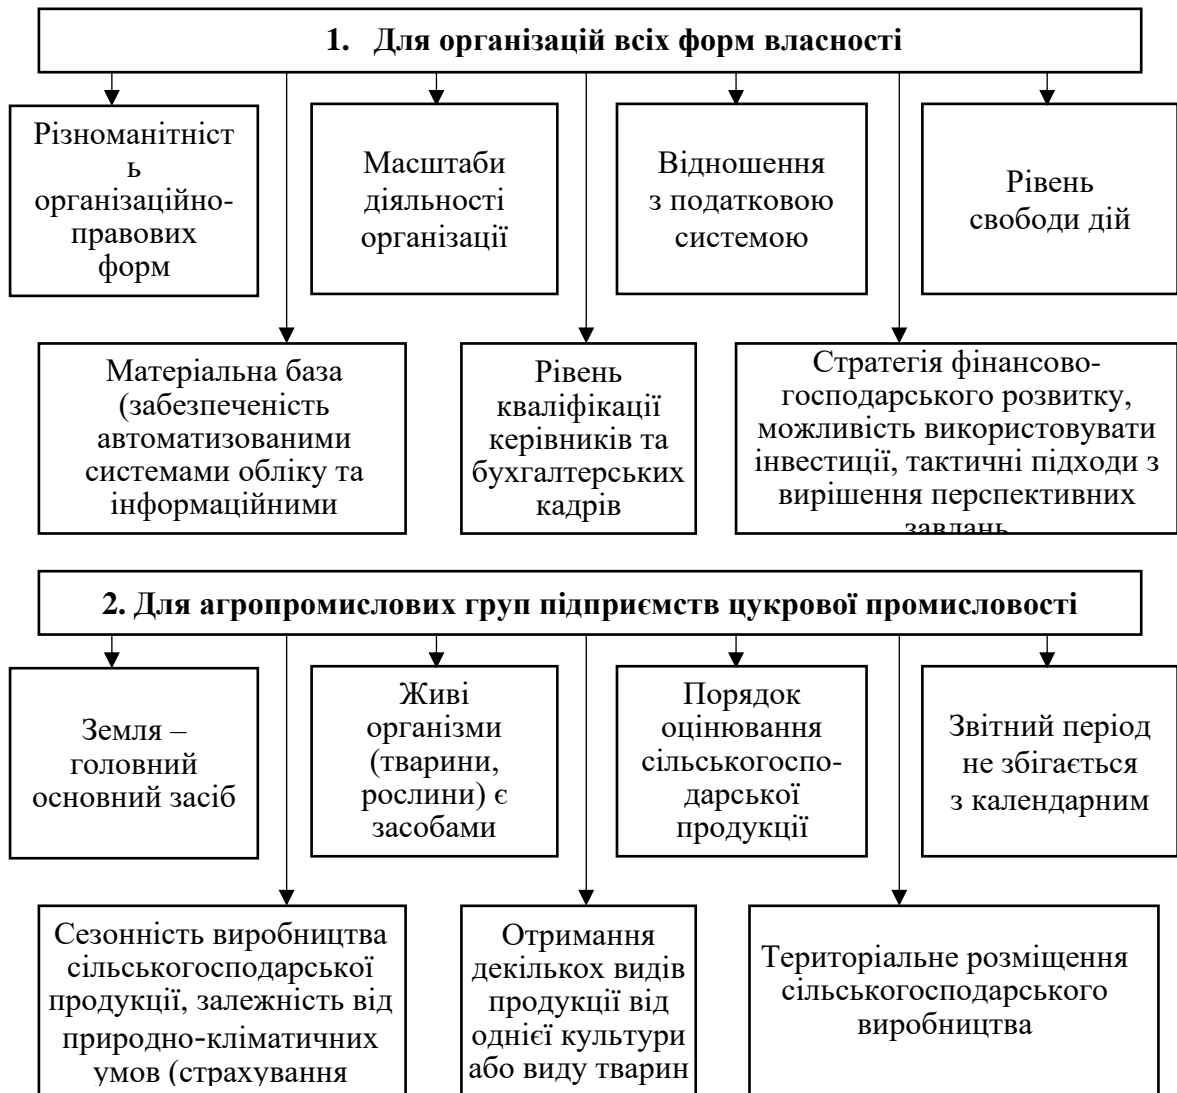 1. Для організацій всіх форм власності
Різноманітніст
ь
організаційно-
правових
форм
Масштаби
діяльності
організації
Відношення
з податковою
системою
Рівень
свободи дій
Матеріальна база
(забезпеченість
автоматизованими
системами обліку та
інформаційними
Рівень
кваліфікації
керівників та
бухгалтерських
кадрів
Стратегія фінансово-
господарського розвитку,
можливість використовувати
інвестиції, тактичні підходи з
вирішення перспективних
завдань
2. Для агропромислових груп підприємств цукрової промисловості
Земля –
головний
основний засіб
Живі
організми
(тварини,
рослини) є
засобами
Порядок
оцінювання
сільськогоспо-
дарської
продукції
Звітний період
не збігається
з календарним
Сезонність виробництва
сільськогосподарської
продукції, залежність від
природно-кліматичних
умов (страхування
Отримання
декількох видів
продукції від
однієї культури
або виду тварин
Територіальне розміщення
сільськогосподарського
виробництва